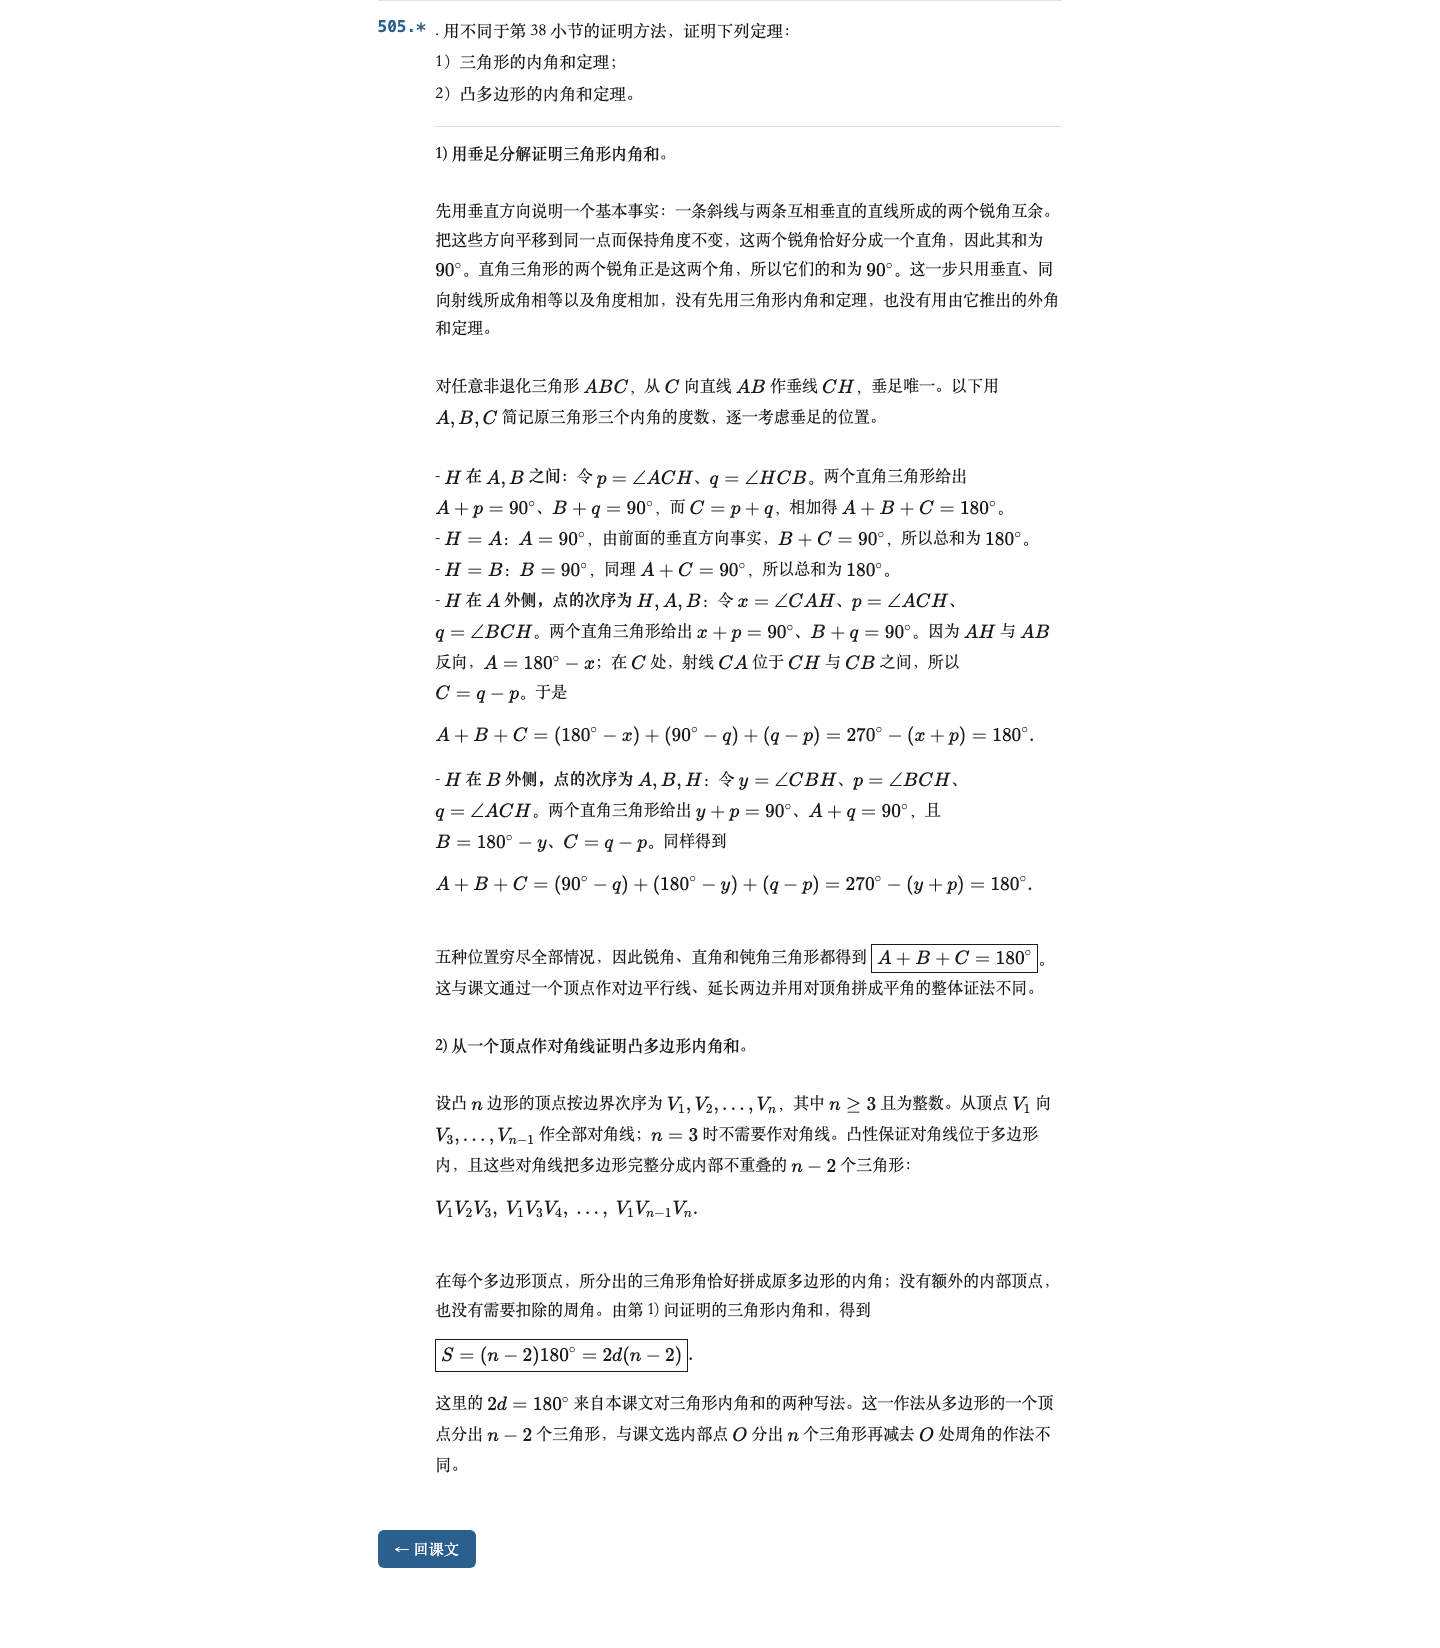 505.* . 用不同于第 38 小节的证明方法，证明下列定理：
1）三角形的内角和定理；
2）凸多边形的内角和定理。
1) 用垂足分解证明三角形内角和。
先用垂直方向说明一个基本事实：一条斜线与两条互相垂直的直线所成的两个锐角互余。
把这些方向平移到同一点而保持角度不变，这两个锐角恰好分成一个直角，因此其和为
90°。直角三角形的两个锐角正是这两个角，所以它们的和为 90°。这一步只用垂直、同
向射线所成角相等以及角度相加，没有先用三角形内角和定理，也没有用由它推出的外角
和定理。
对任意非退化三角形 ABC，从 C 向直线 AB 作垂线 CH，垂足唯一。以下用
A, B, C 简记原三角形三个内角的度数，逐一考虑垂足的位置。
- H 在 A, B 之间：令 p = ∠ACH、q = ∠HCB。两个直角三角形给出
A + p = 90°、B + q = 90°，而 C = p + q，相加得 A + B + C = 180°。
- H = A：A = 90°，由前面的垂直方向事实，B + C = 90°，所以总和为 180°。
- H = B：B = 90°，同理 A + C = 90°，所以总和为 180°。
- H 在 A 外侧，点的次序为 H, A, B：令 x = ∠CAH、p = ∠ACH、
q = ∠BCH。两个直角三角形给出 x + p = 90°、B + q = 90°。因为 AH 与 AB
反向，A = 180° − x；在 C 处，射线 CA 位于 CH 与 CB 之间，所以
C = q − p。于是
A + B + C = (180° − x) + (90° − q) + (q − p) = 270° − (x + p) = 180°.
- H 在 B 外侧，点的次序为 A, B, H：令 y = ∠CBH、p = ∠BCH、
q = ∠ACH。两个直角三角形给出 y + p = 90°、A + q = 90°，且
B = 180° − y、C = q − p。同样得到
A + B + C = (90° − q) + (180° − y) + (q − p) = 270° − (y + p) = 180°.
五种位置穷尽全部情况，因此锐角、直角和钝角三角形都得到 A + B + C = 180°。
这与课文通过一个顶点作对边平行线、延长两边并用对顶角拼成平角的整体证法不同。
2) 从一个顶点作对角线证明凸多边形内角和。
设凸 n 边形的顶点按边界次序为 V₁, V₂, . . . , Vₙ，其中 n ≥ 3 且为整数。从顶点 V₁ 向
V₃, . . . , Vₙ₋₁ 作全部对角线；n = 3 时不需要作对角线。凸性保证对角线位于多边形
内，且这些对角线把多边形完整分成内部不重叠的 n − 2 个三角形：
V₁V₂V₃, V₁V₃V₄, . . . , V₁Vₙ₋₁Vₙ.
在每个多边形顶点，所分出的三角形角恰好拼成原多边形的内角；没有额外的内部顶点，
也没有需要扣除的周角。由第 1) 问证明的三角形内角和，得到
S = (n − 2)180° = 2d(n − 2).
这里的 2d = 180° 来自本课文对三角形内角和的两种写法。这一作法从多边形的一个顶
点分出 n − 2 个三角形，与课文选内部点 O 分出 n 个三角形再减去 O 处周角的作法不
同。
← 回课文